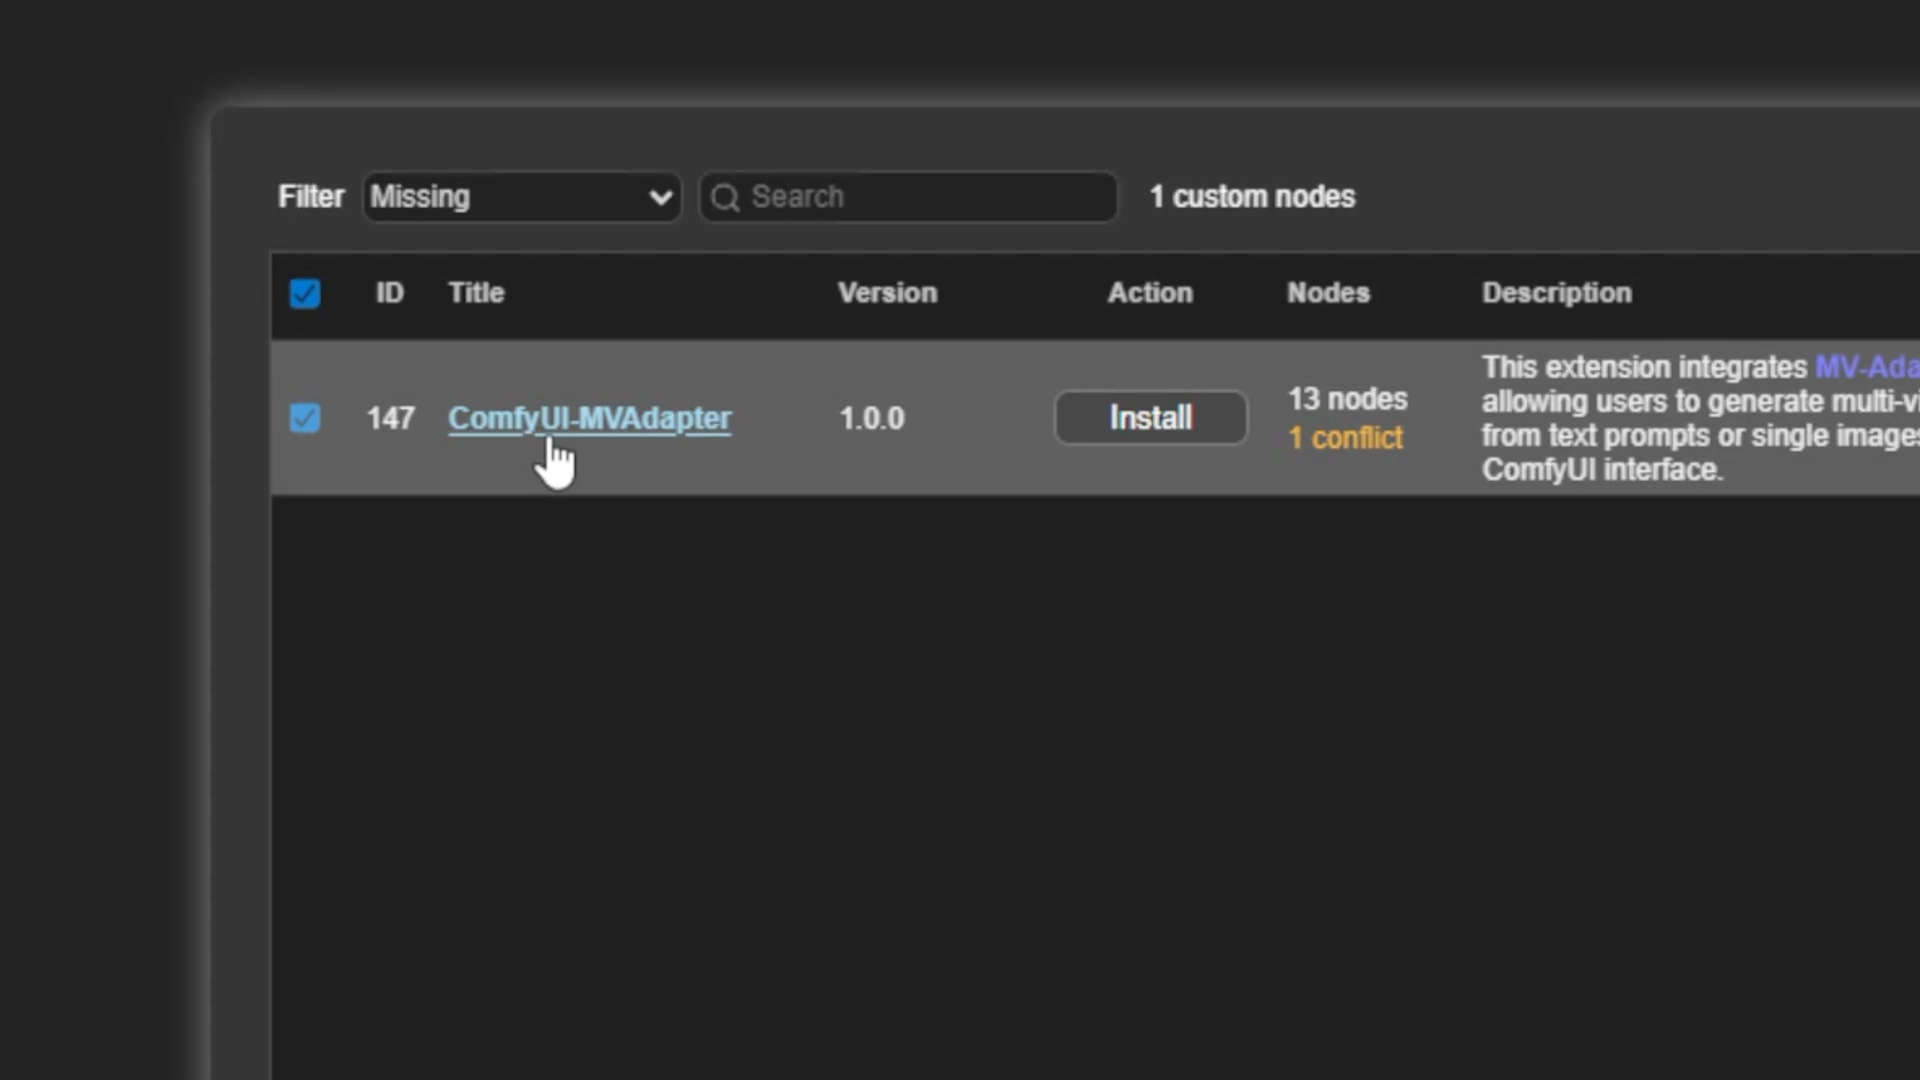 Filter Missing Search 1 custom nodes
ID Title Version Action Nodes Description
147 ComfyUI-MVAdapter 1.0.0 Install 13 nodes
1 conflict
This extension integrates
allowing users to generate
from text prompts or single
ComfyUI interface.